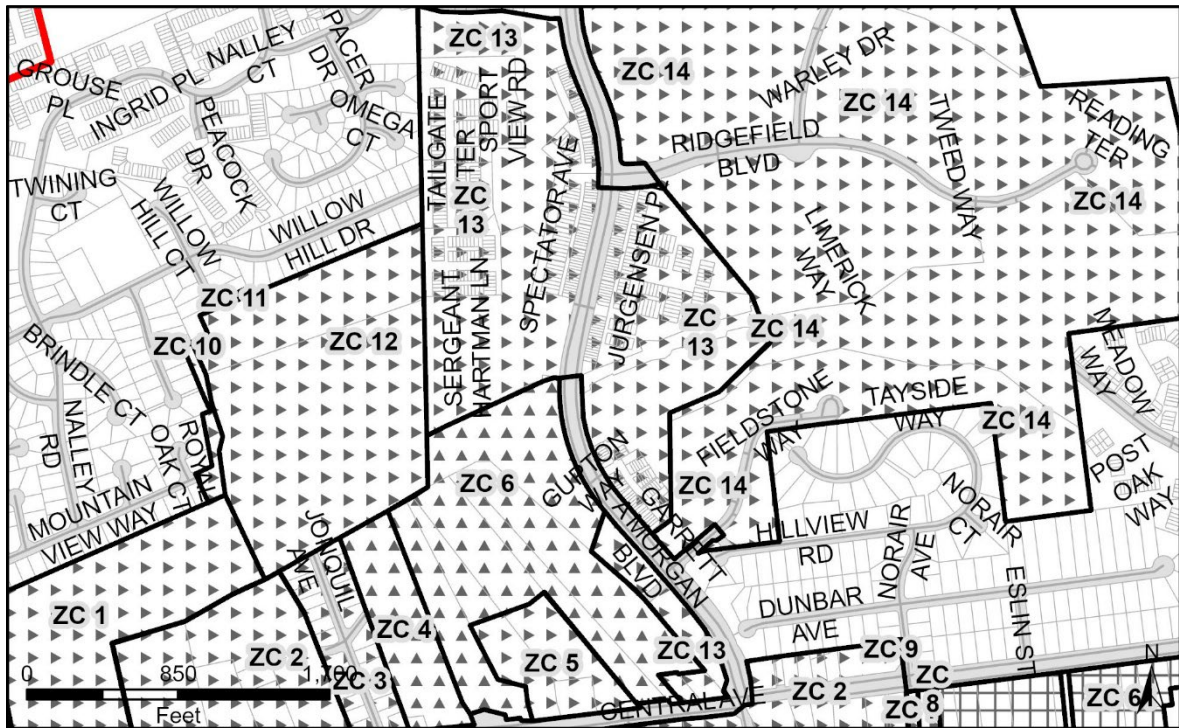 GROUSE
PL
INGRID PL
NALLEY
CT
PACER
DR
OMEGA
CT
PEACOCK
DR
TWINING
CT
WILLOW
HILL CT
WILLOW
HILL DR
BRINDLE CT
NALLEY
RD
OAK CT
MOUNTAIN
VIEW WAY
ZC 13
TAILGATE
TER
SPORT
VIEW RD
ZC
13
SERGEANT
HARTMAN LN
SPECTATOR AVE
ZC 14
WARLEY DR
ZC 14
RIDGEFIELD
BLVD
TWEED WAY
READING
TER
ZC 14
LIMERICK
WAY
JURGENSEN P
ZC
13
ZC 14
ZC 11
ZC 10
ZC 12
MEADOW
WAY
POST
OAK
WAY
FIELDSTONE
WAY
TAYSIDE
WAY
ZC 14
ZC 14
ZC 6
GARRETT
A MORGAN
BLVD
HILLVIEW
RD
NORAIR
CT
NORAIR
AVE
DUNBAR
AVE
ESLIN ST
JONQUIL
AVE
ZC 1
ZC 2
ZC 3
ZC 4
ZC 5
ZC 13
ZC 2
ZC 9
ZC
8
ZC 6
CENTRAL AVE
N
0
850
1,700
Feet